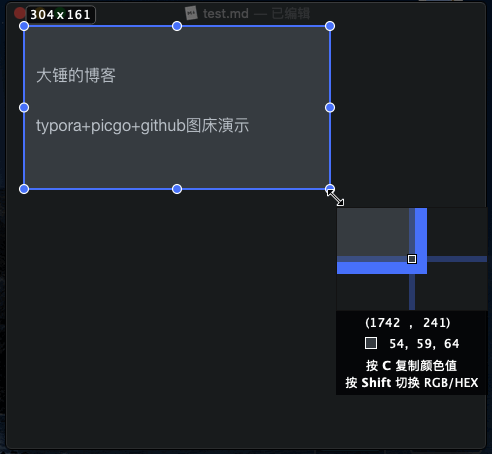 304 x 161
test.md — 已编辑
大锤的博客
typora+picgo+github图床演示
(1742 , 241)
54, 59, 64
按 C 复制颜色值
按 Shift 切换 RGB/HEX